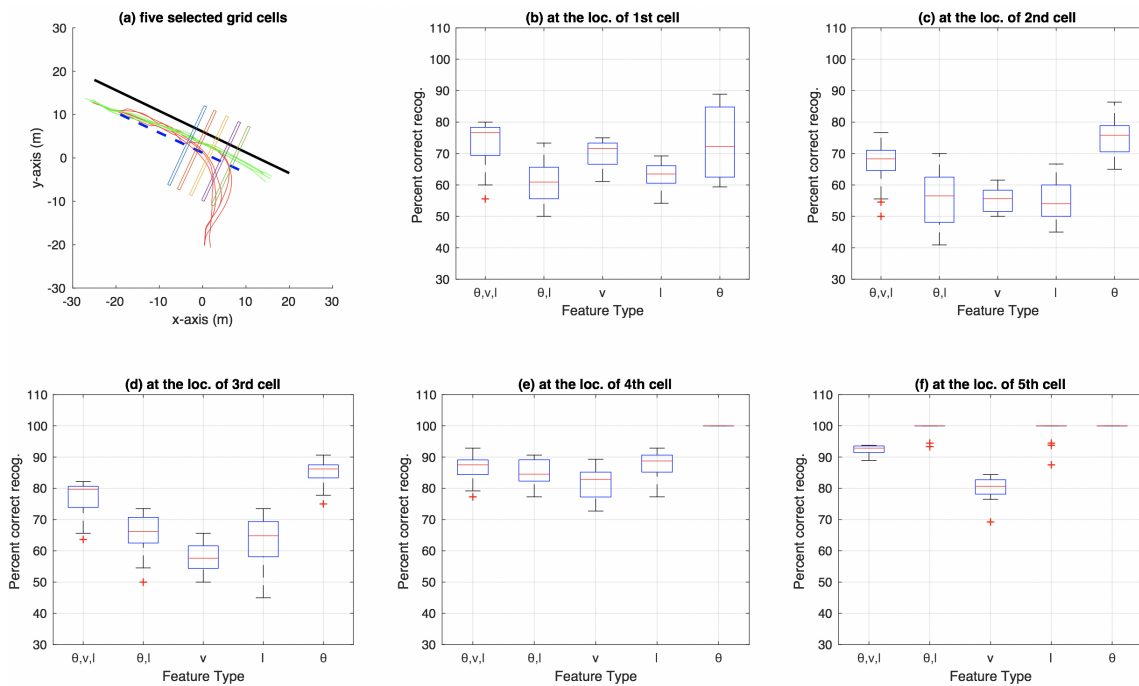 (a) five selected grid cells
30
20
10
0
-10
-20
-30
-30 -20 -10 0 10 20 30
y-axis (m)
x-axis (m)
(b) at the loc. of 1st cell
110
100
90
80
70
60
50
40
30
θ,v,l θ,l v l θ
Percent correct recog.
Feature Type
(c) at the loc. of 2nd cell
110
100
90
80
70
60
50
40
30
θ,v,l θ,l v l θ
Percent correct recog.
Feature Type
(d) at the loc. of 3rd cell
110
100
90
80
70
60
50
40
30
θ,v,l θ,l v l θ
Percent correct recog.
Feature Type
(e) at the loc. of 4th cell
110
100
90
80
70
60
50
40
30
θ,v,l θ,l v l θ
Percent correct recog.
Feature Type
(f) at the loc. of 5th cell
110
100
90
80
70
60
50
40
30
θ,v,l θ,l v l θ
Percent correct recog.
Feature Type